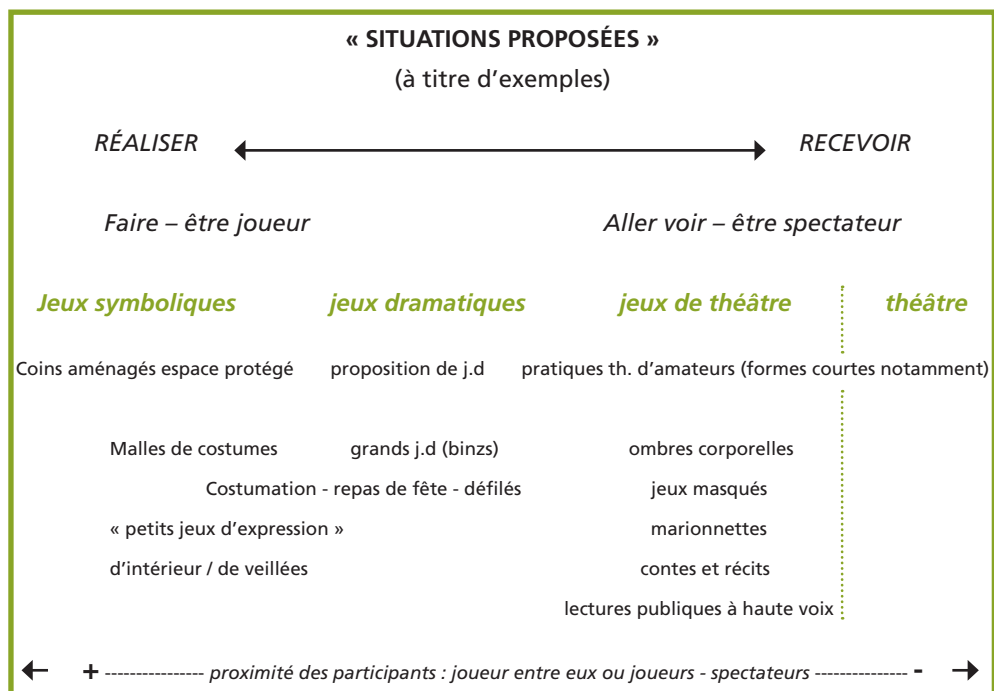 « SITUATIONS PROPOSÉES »
(à titre d’exemples)
RÉALISER RECEVOIR
Faire – être joueur Aller voir – être spectateur
Jeux symboliques jeux dramatiques jeux de théâtre théâtre
Coins aménagés espace protégé proposition de j.d pratiques th. d’amateurs (formes courtes notamment)
Malles de costumes grands j.d (binzs) ombres corporelles
Costumation - repas de fête - défilés jeux masqués
« petits jeux d’expression » marionnettes
d’intérieur / de veillées contes et récits
lectures publiques à haute voix
+ ---------------- proximité des participants : joueur entre eux ou joueurs - spectateurs --------------- -